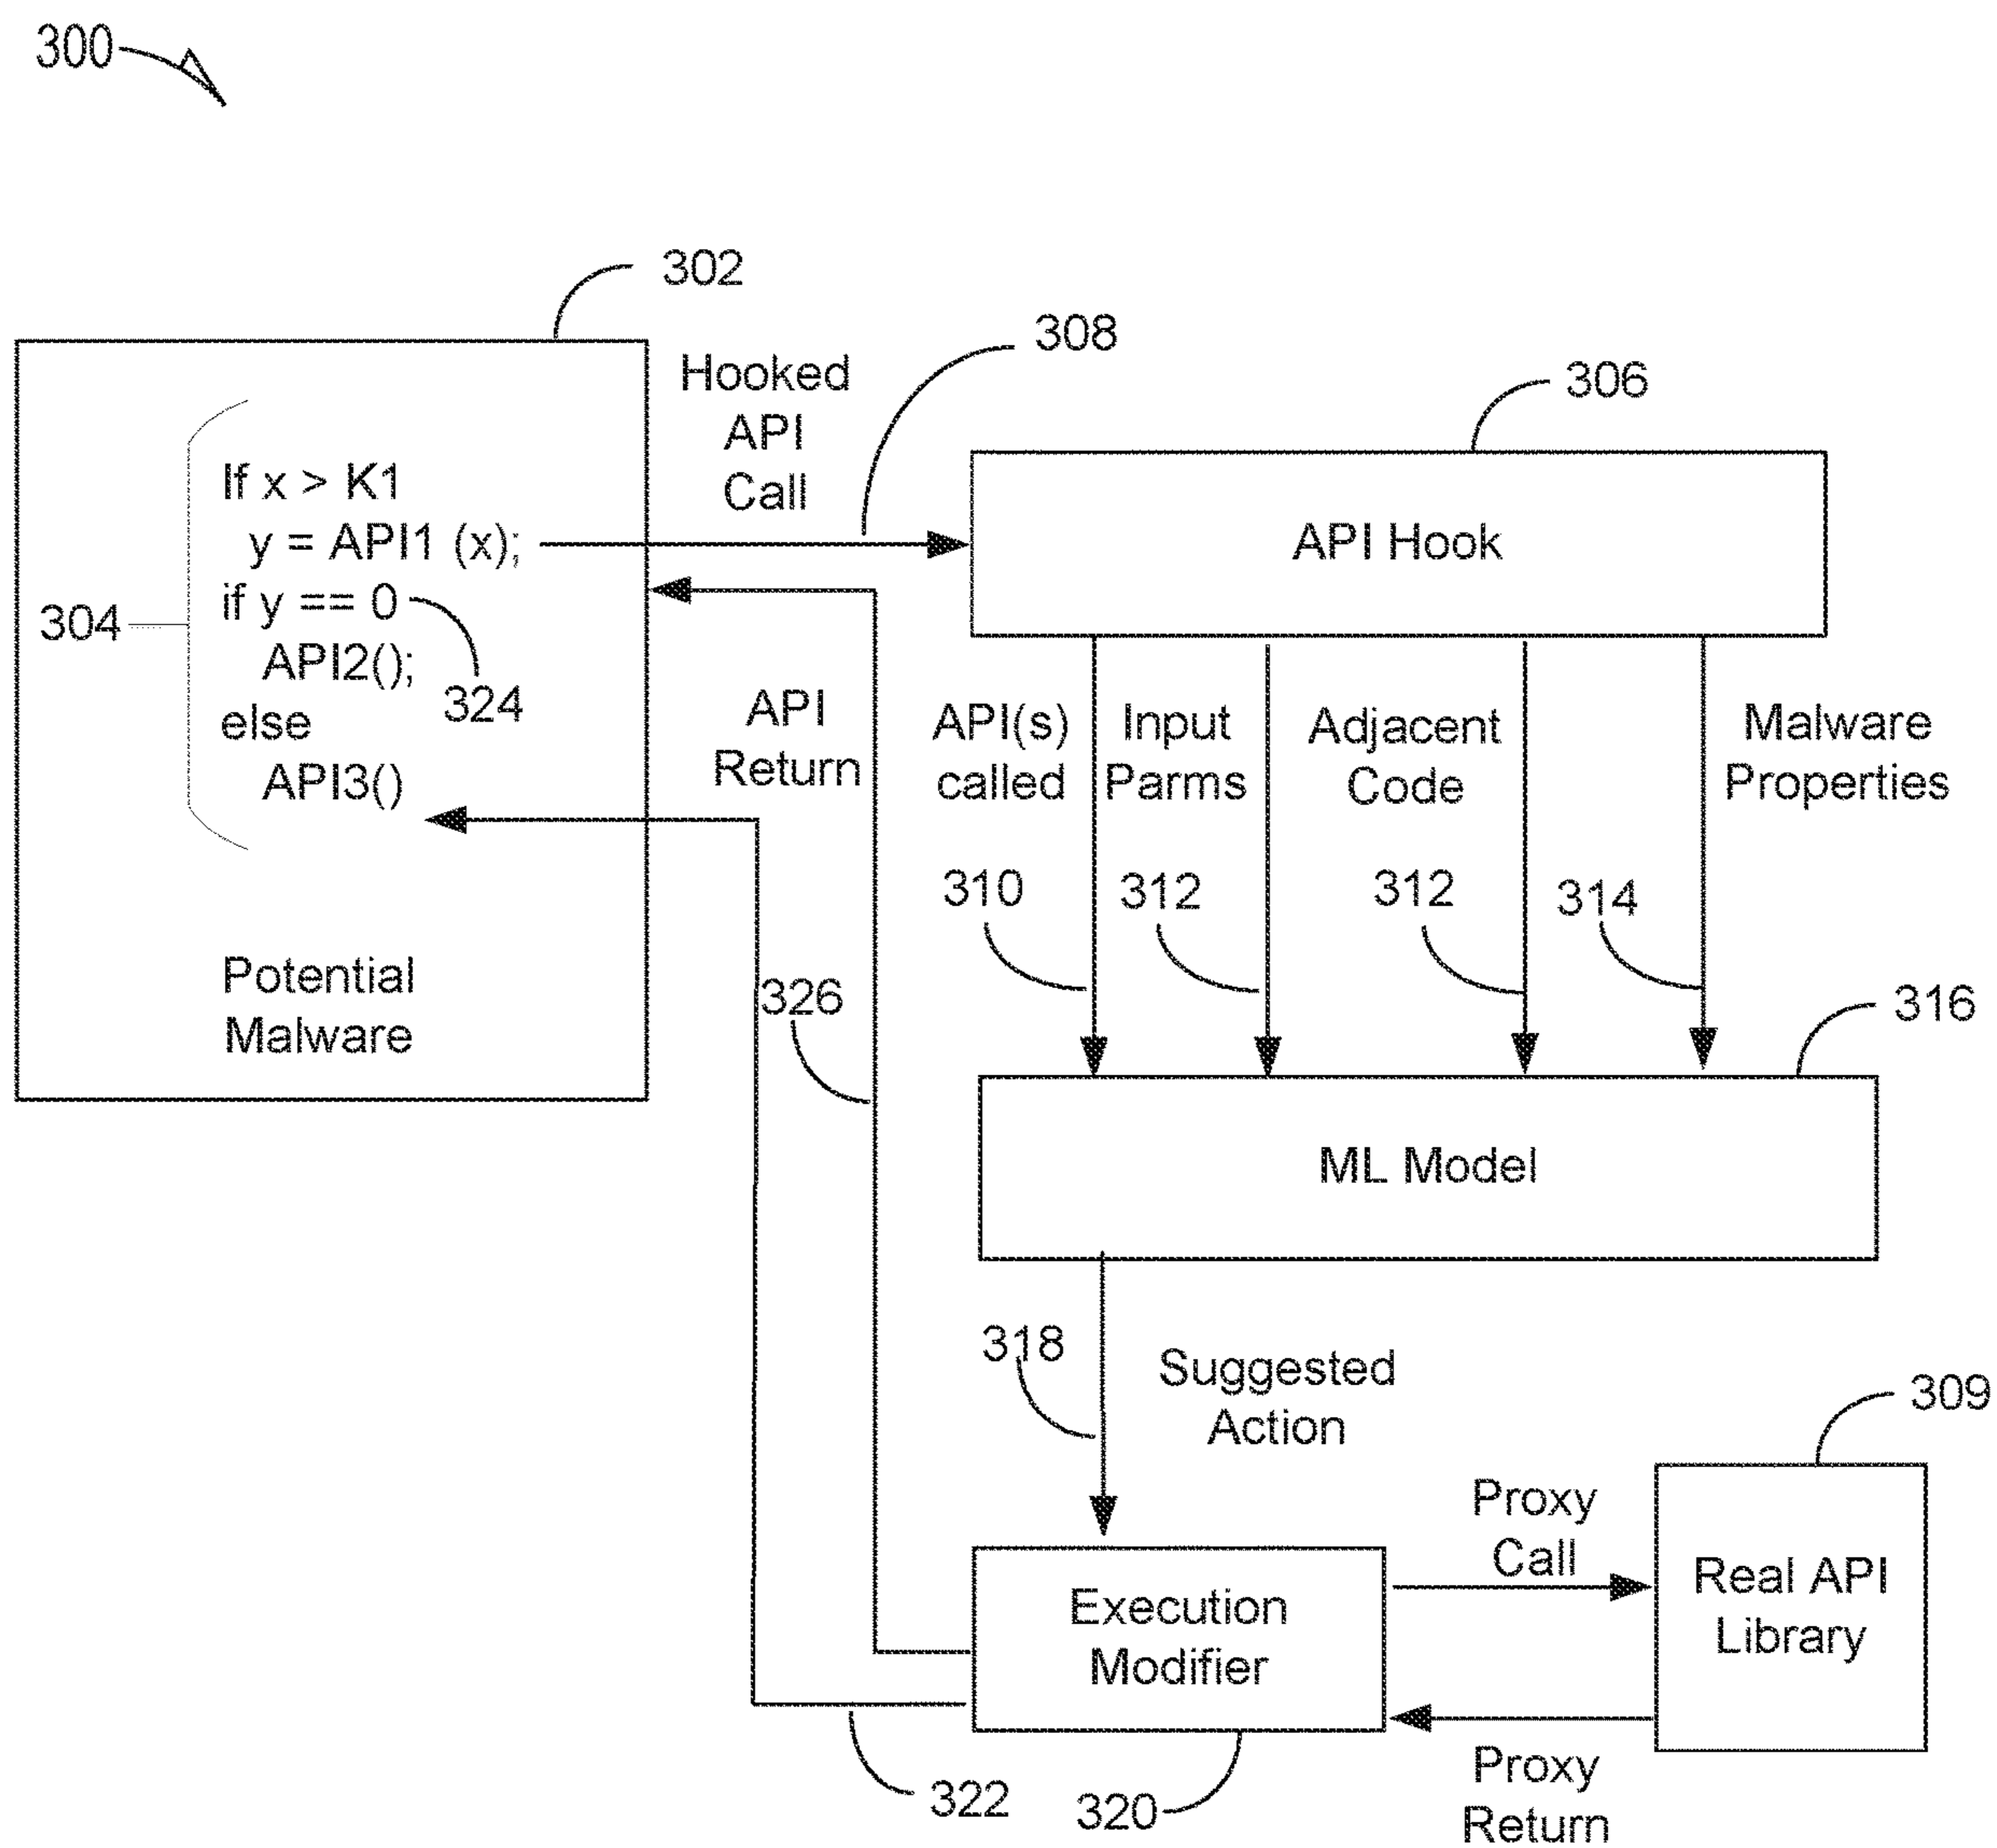 300
302
308
Hooked
API
Call
306
If x > K1
y = API1 (x);
if y == 0
API2();
else
API3()
304
324
Potential
Malware
API Hook
API
Return
API(s)
called
Input
Parms
Adjacent
Code
Malware
Properties
310
312
312
314
326
316
ML Model
318
Suggested
Action
309
Proxy
Call
Real API
Library
Execution
Modifier
Proxy
Return
322
320